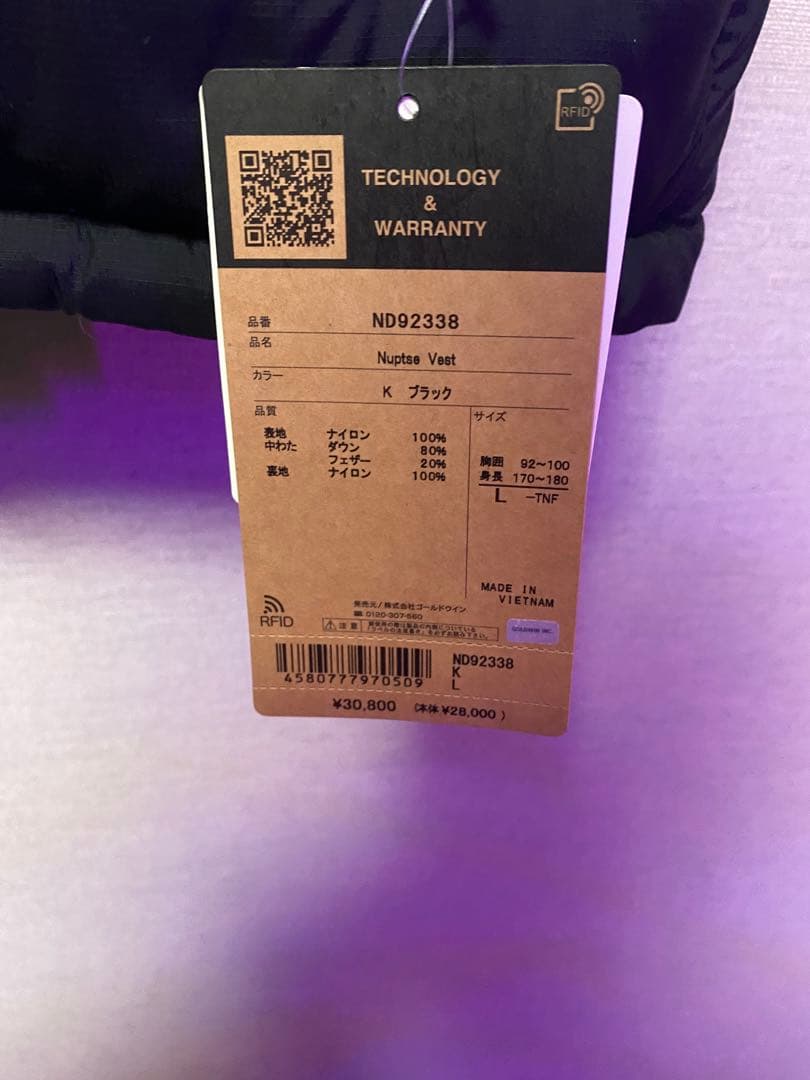 RFID
TECHNOLOGY
&
WARRANTY
品番 ND92338
品名
Nuptse Vest
カラー
K ブラック
品質
表地 ナイロン 100%
中わた ダウン 80%
フェザー 20%
裏地 ナイロン 100%
サイズ
胸囲 92～100
身長 170～180
L -TNF
MADE IN
VIETNAM
RFID
発売元/株式会社ゴールドウイン
☎ 0120-307-560
注意
GOLDWIN INC.
4580777970509
ND92338
K
L
¥30,800 (本体¥28,000)